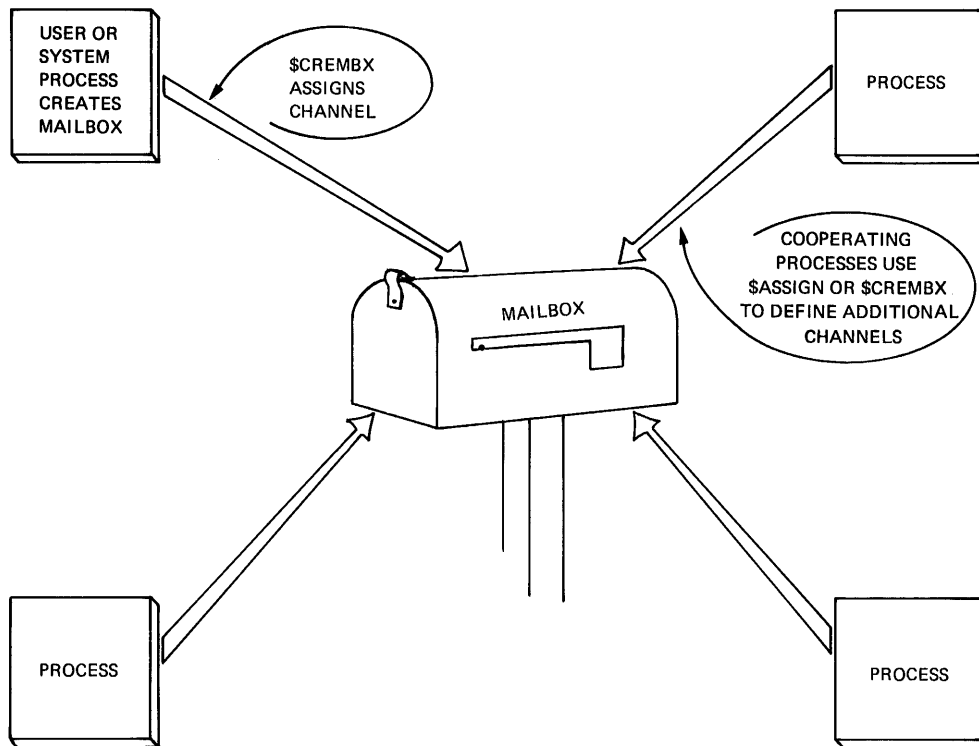 USER OR
SYSTEM
PROCESS
CREATES
MAILBOX
$CREMBX
ASSIGNS
CHANNEL
PROCESS
COOPERATING
PROCESSES USE
$ASSIGN OR $CREMBX
TO DEFINE ADDITIONAL
CHANNELS
MAILBOX
PROCESS
PROCESS